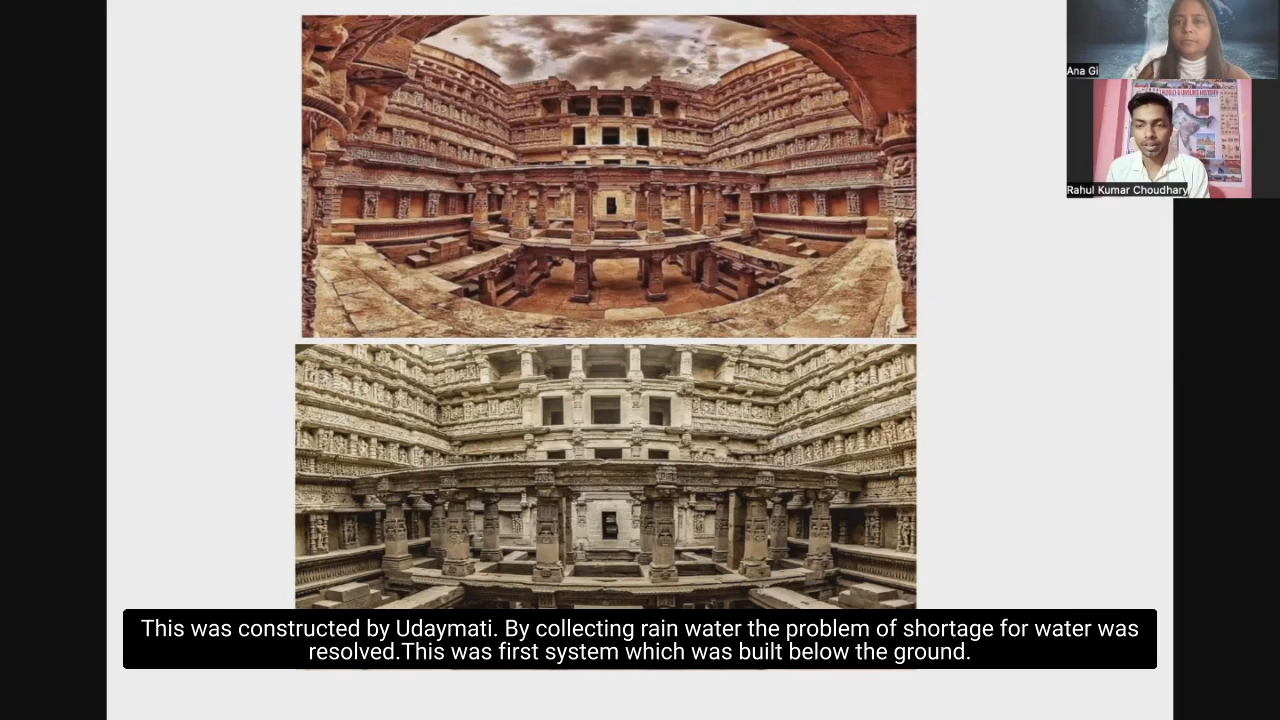 Ana Gi
Rahul Kumar Choudhary
This was constructed by Udaymati. By collecting rain water the problem of shortage for water was
resolved.This was first system which was built below the ground.